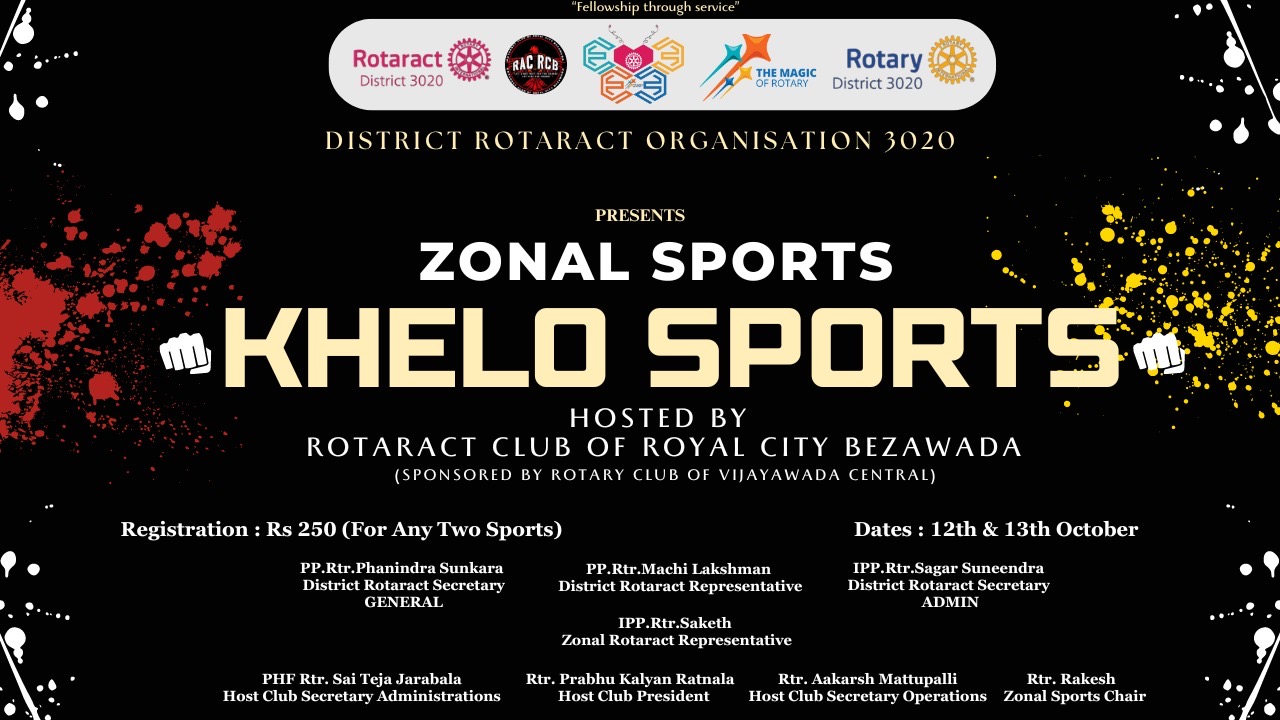 “Fellowship through service”
Rotaract
District 3020
RAC RCB
THE MAGIC
OF ROTARY
Rotary
District 3020
DISTRICT ROTARACT ORGANISATION 3020
PRESENTS
ZONAL SPORTS
KHELO SPORTS
HOSTED BY
ROTARACT CLUB OF ROYAL CITY BEZAWADA
(SPONSORED BY ROTARY CLUB OF VIJAYAWADA CENTRAL)
Registration : Rs 250 (For Any Two Sports)
Dates : 12th & 13th October
PP.Rtr.Phanindra Sunkara
District Rotaract Secretary
GENERAL
PP.Rtr.Machi Lakshman
District Rotaract Representative
IPP.Rtr.Sagar Suneendra
District Rotaract Secretary
ADMIN
IPP.Rtr.Saketh
Zonal Rotaract Representative
PHF Rtr. Sai Teja Jarabala
Host Club Secretary Administrations
Rtr. Prabhu Kalyan Ratnala
Host Club President
Rtr. Aakarsh Mattupalli
Host Club Secretary Operations
Rtr. Rakesh
Zonal Sports Chair